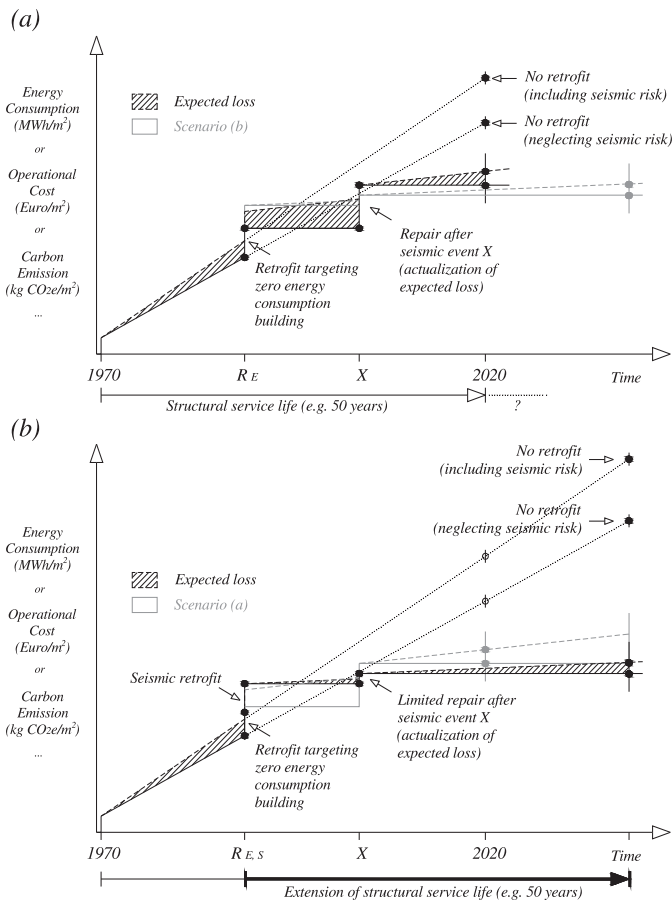 (a)
Energy
Consumption
(MWh/m²)
or
Operational
Cost
(Euro/m²)
or
Carbon
Emission
(kg CO2e/m²)
...
Expected loss
Scenario (b)
No retrofit
(including seismic risk)
No retrofit
(neglecting seismic risk)
Repair after
seismic event X
(actualization of
expected loss)
Retrofit targeting
zero energy
consumption
building
1970
R E
X
2020
Time
Structural service life (e.g. 50 years)
?
(b)
Energy
Consumption
(MWh/m²)
or
Operational
Cost
(Euro/m²)
or
Carbon
Emission
(kg CO2e/m²)
...
No retrofit
(including seismic risk)
No retrofit
(neglecting seismic risk)
Expected loss
Scenario (a)
Seismic retrofit
Limited repair after
seismic event X
(actualization of
expected loss)
Retrofit targeting
zero energy
consumption
building
1970
R E, S
X
2020
Time
Extension of structural service life (e.g. 50 years)